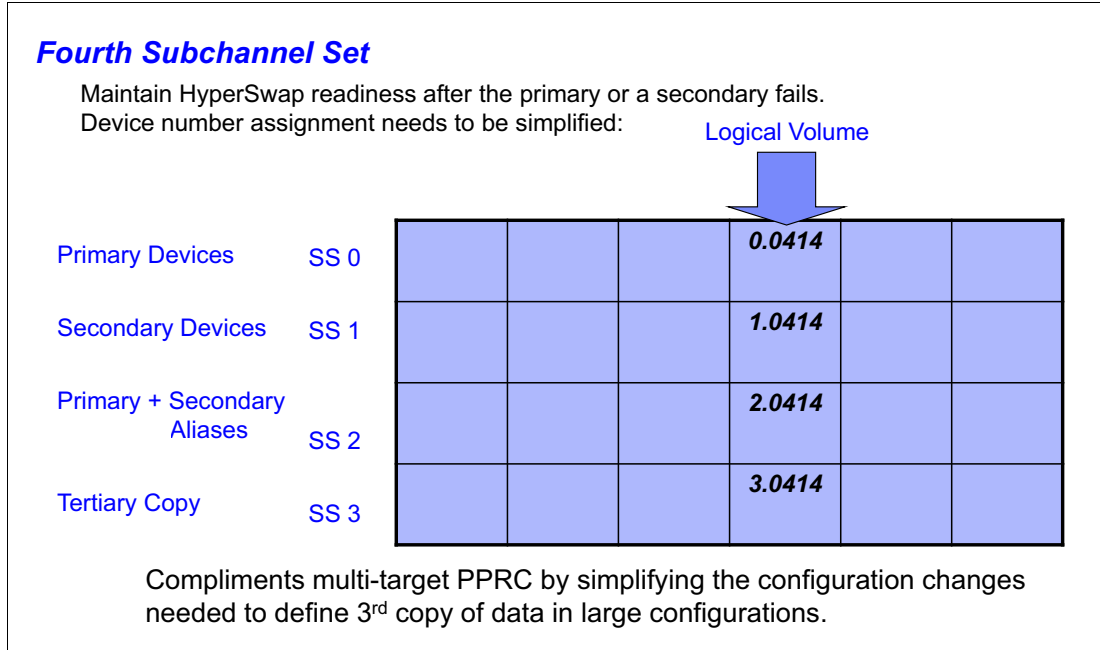 Fourth Subchannel Set
Maintain HyperSwap readiness after the primary or a secondary fails.
Device number assignment needs to be simplified:
Logical Volume
Primary Devices SS 0 0.0414
Secondary Devices SS 1 1.0414
Primary + Secondary
Aliases SS 2 2.0414
Tertiary Copy SS 3 3.0414
Compliments multi-target PPRC by simplifying the configuration changes
needed to define 3rd copy of data in large configurations.